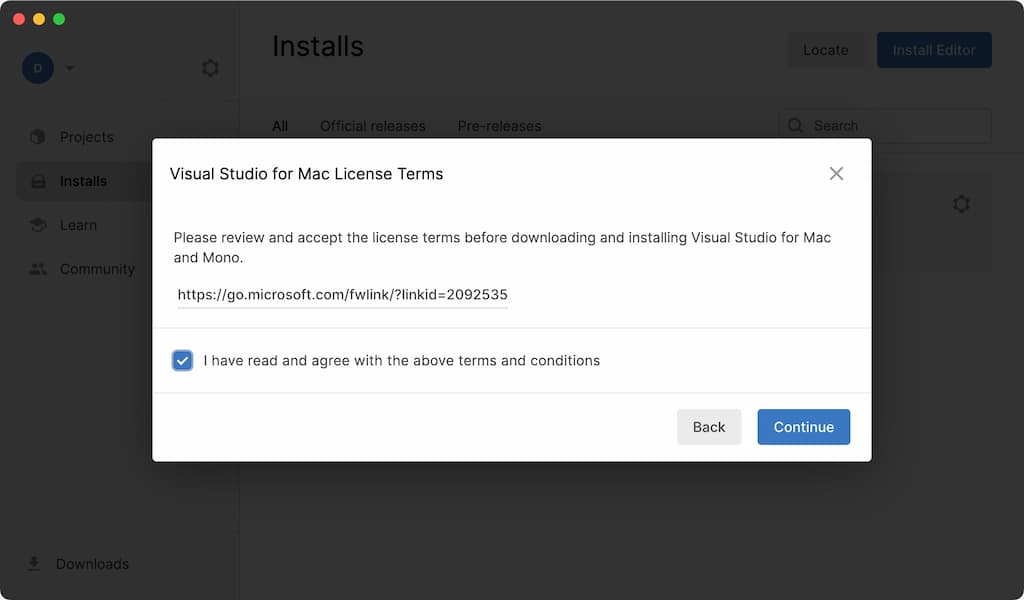 D
Projects
Installs
Learn
Community
Downloads
Installs
Locate
Install Editor
All
Official releases
Pre-releases
Search
Visual Studio for Mac License Terms
Please review and accept the license terms before downloading and installing Visual Studio for Mac
and Mono.
https://go.microsoft.com/fwlink/?linkid=2092535
I have read and agree with the above terms and conditions
Back
Continue